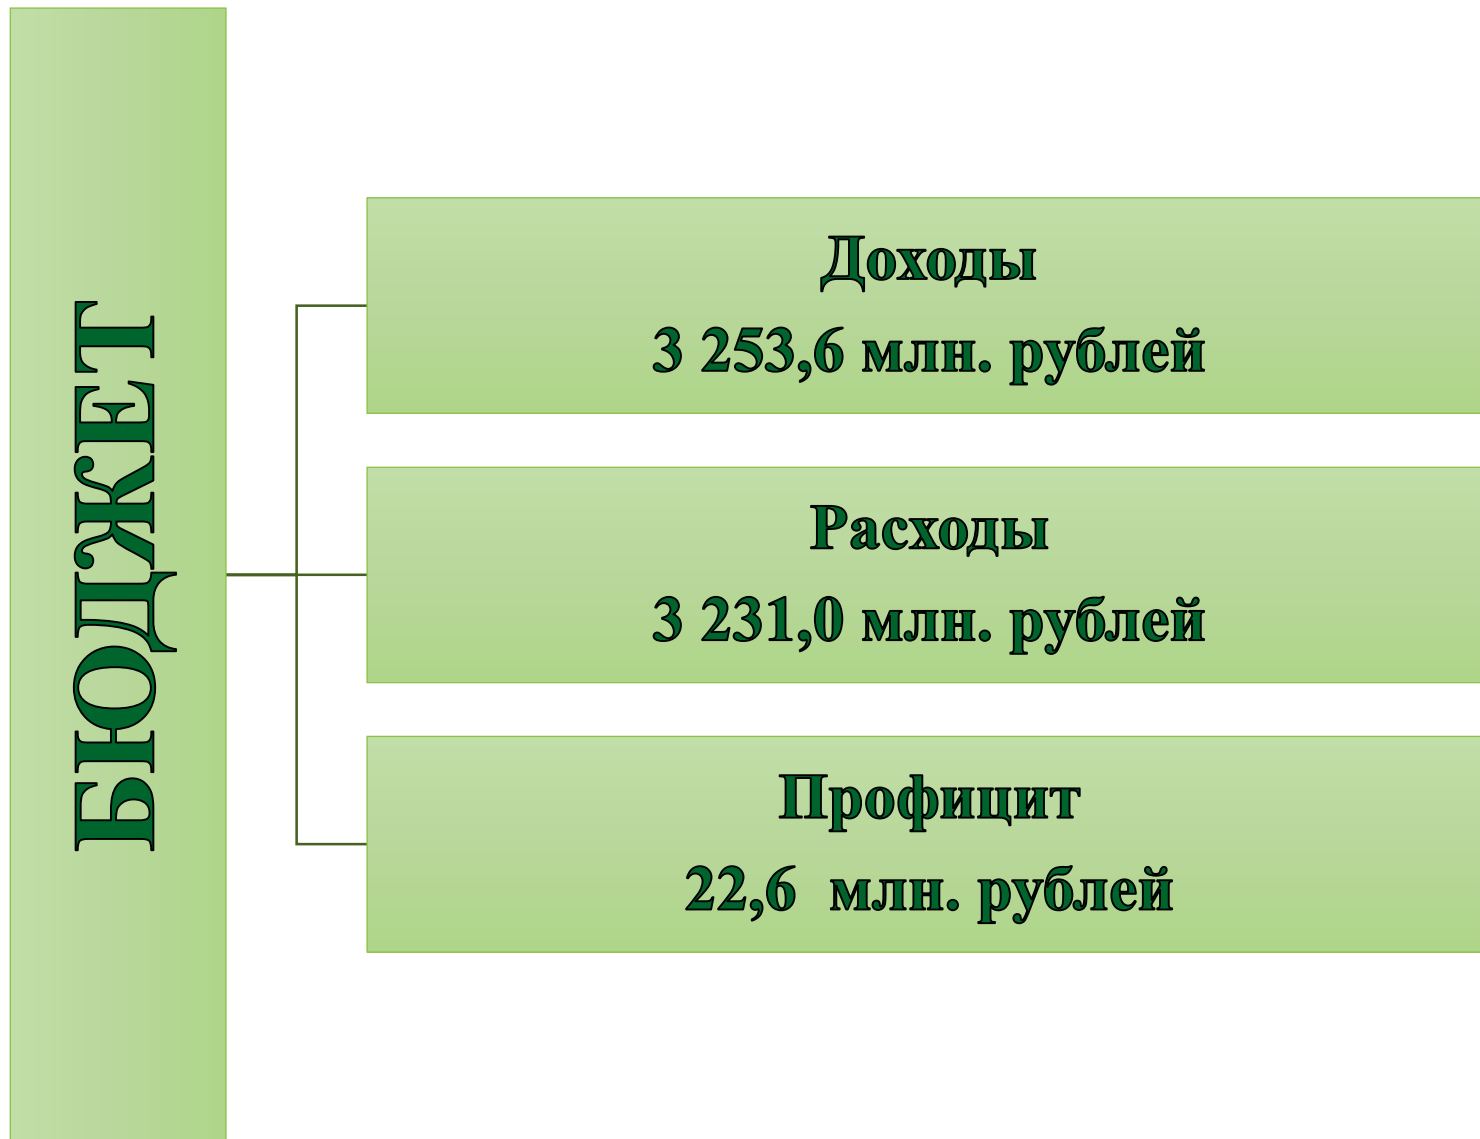 БЮДЖЕТ
Доходы
3 253,6 млн. рублей
Расходы
3 231,0 млн. рублей
Профицит
22,6  млн. рублей